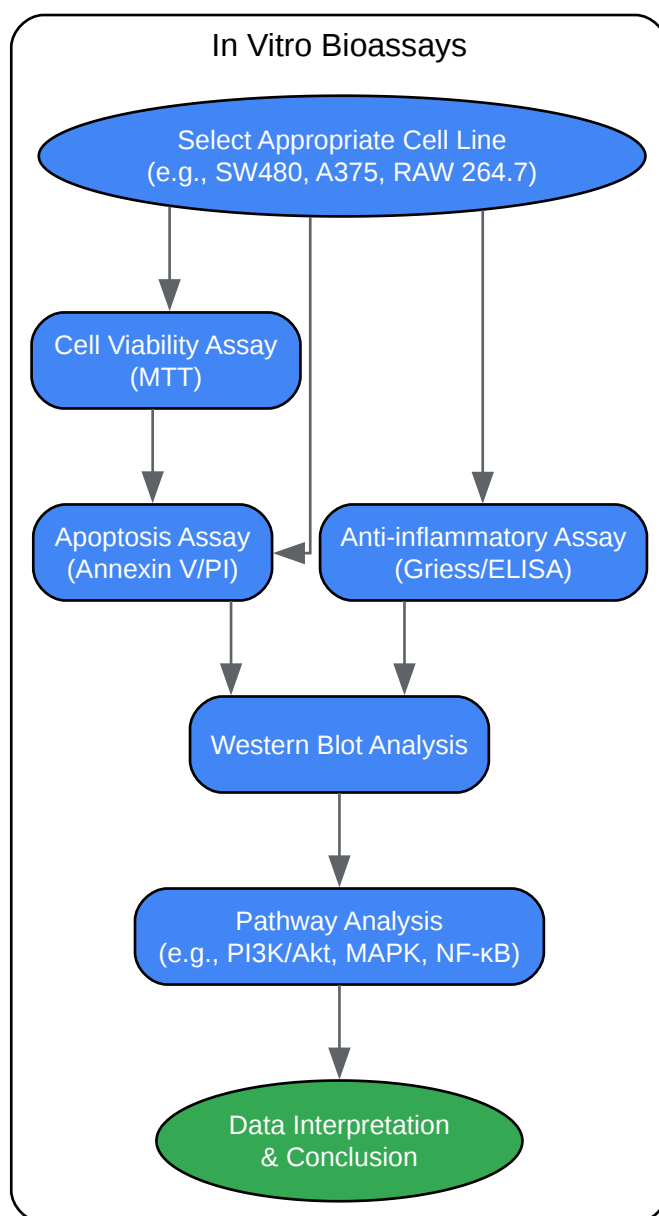 In Vitro Bioassays
Select Appropriate Cell Line
(e.g., SW480, A375, RAW 264.7)
Cell Viability Assay
(MTT)
Apoptosis Assay
(Annexin V/PI)
Anti-inflammatory Assay
(Griess/ELISA)
Western Blot Analysis
Pathway Analysis
(e.g., PI3K/Akt, MAPK, NF-κB)
Data Interpretation
& Conclusion